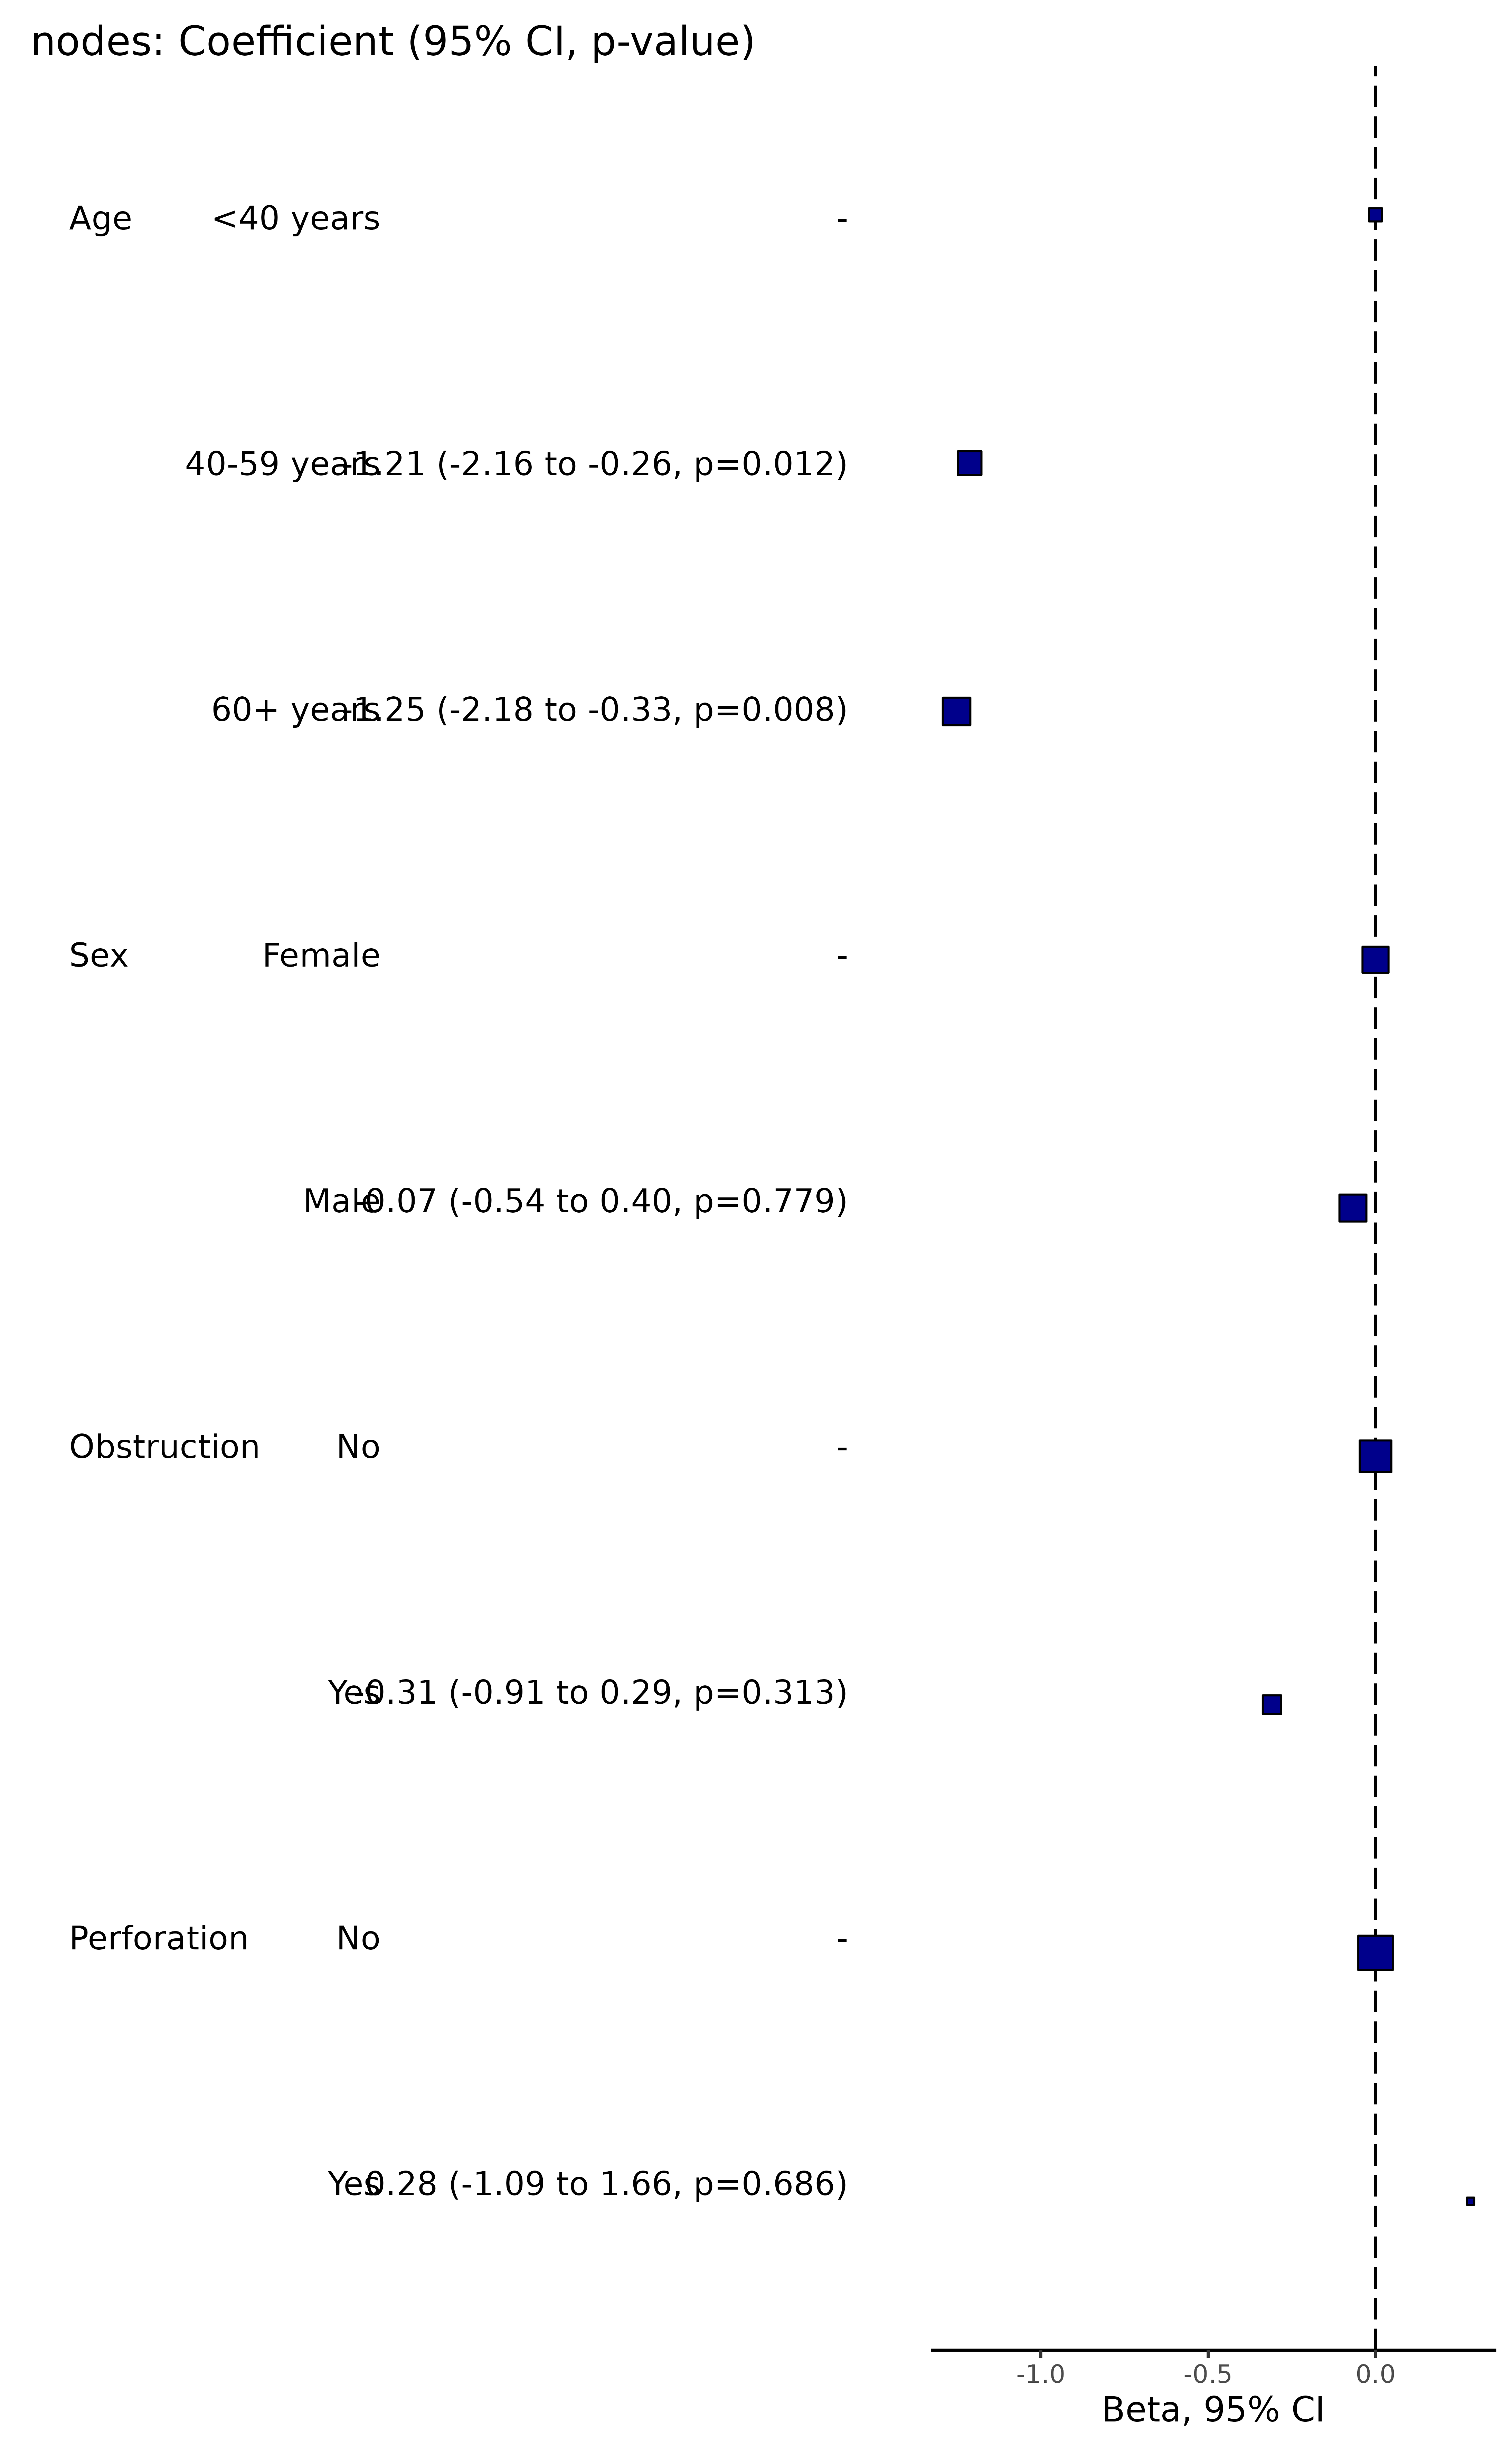 nodes: Coefficient (95% CI, p-value)
Age <40 years -
40-59 years -1.21 (-2.16 to -0.26, p=0.012)
60+ years -1.25 (-2.18 to -0.33, p=0.008)
Sex Female -
Male -0.07 (-0.54 to 0.40, p=0.779)
Obstruction No -
Yes -0.31 (-0.91 to 0.29, p=0.313)
Perforation No -
Yes 0.28 (-1.09 to 1.66, p=0.686)
-1.0 -0.5 0.0
Beta, 95% CI